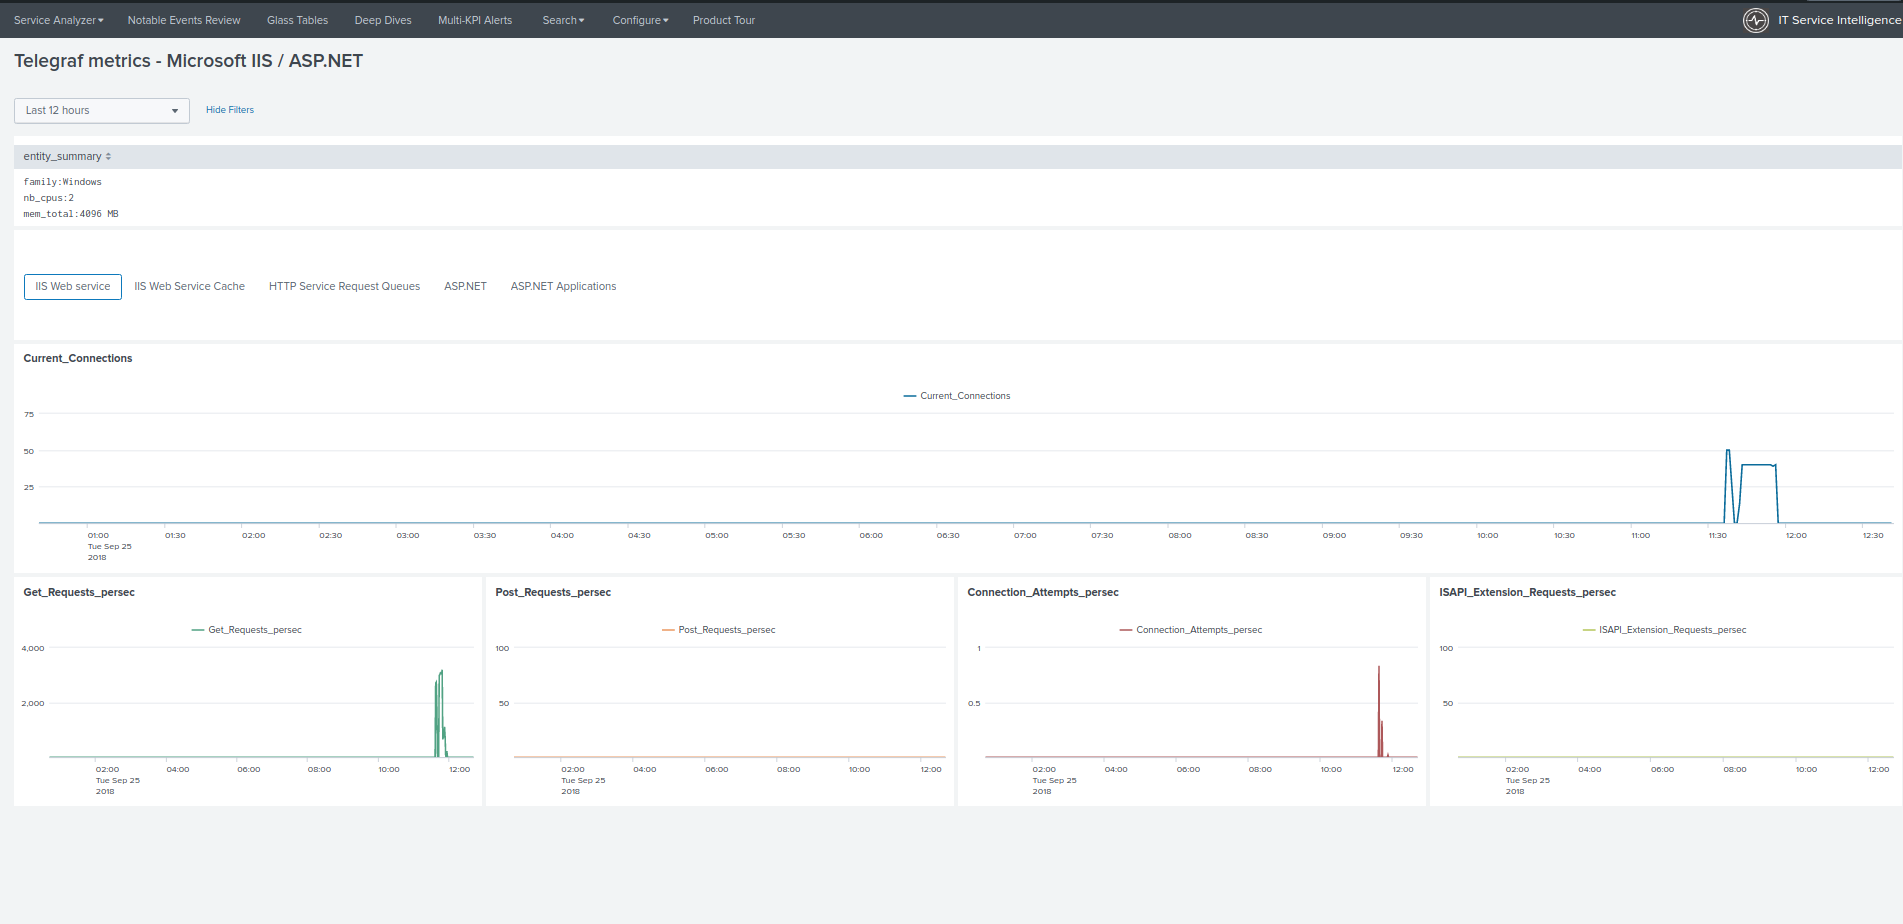 Service Analyzer Notable Events Review Glass Tables Deep Dives Multi-KPI Alerts Search Configure Product Tour IT Service Intelligence
Telegraf metrics - Microsoft IIS / ASP.NET
Last 12 hours Hide Filters
entity_summary
family:Windows
nb_cpus:2
mem_total:4096 MB
IIS Web service IIS Web Service Cache HTTP Service Request Queues ASP.NET ASP.NET Applications
Current_Connections
Current_Connections
75
50
25
01:00 01:30 02:00 02:30 03:00 03:30 04:00 04:30 05:00 05:30 06:00 06:30 07:00 07:30 08:00 08:30 09:00 09:30 10:00 10:30 11:00 11:30 12:00 12:30
Tue Sep 25
2018
Get_Requests_persec
Get_Requests_persec
4,000
2,000
02:00 04:00 06:00 08:00 10:00 12:00
Tue Sep 25
2018
Post_Requests_persec
Post_Requests_persec
100
50
02:00 04:00 06:00 08:00 10:00 12:00
Tue Sep 25
2018
Connection_Attempts_persec
Connection_Attempts_persec
1
0.5
02:00 04:00 06:00 08:00 10:00 12:00
Tue Sep 25
2018
ISAPI_Extension_Requests_persec
ISAPI_Extension_Requests_persec
100
50
02:00 04:00 06:00 08:00 10:00 12:00
Tue Sep 25
2018